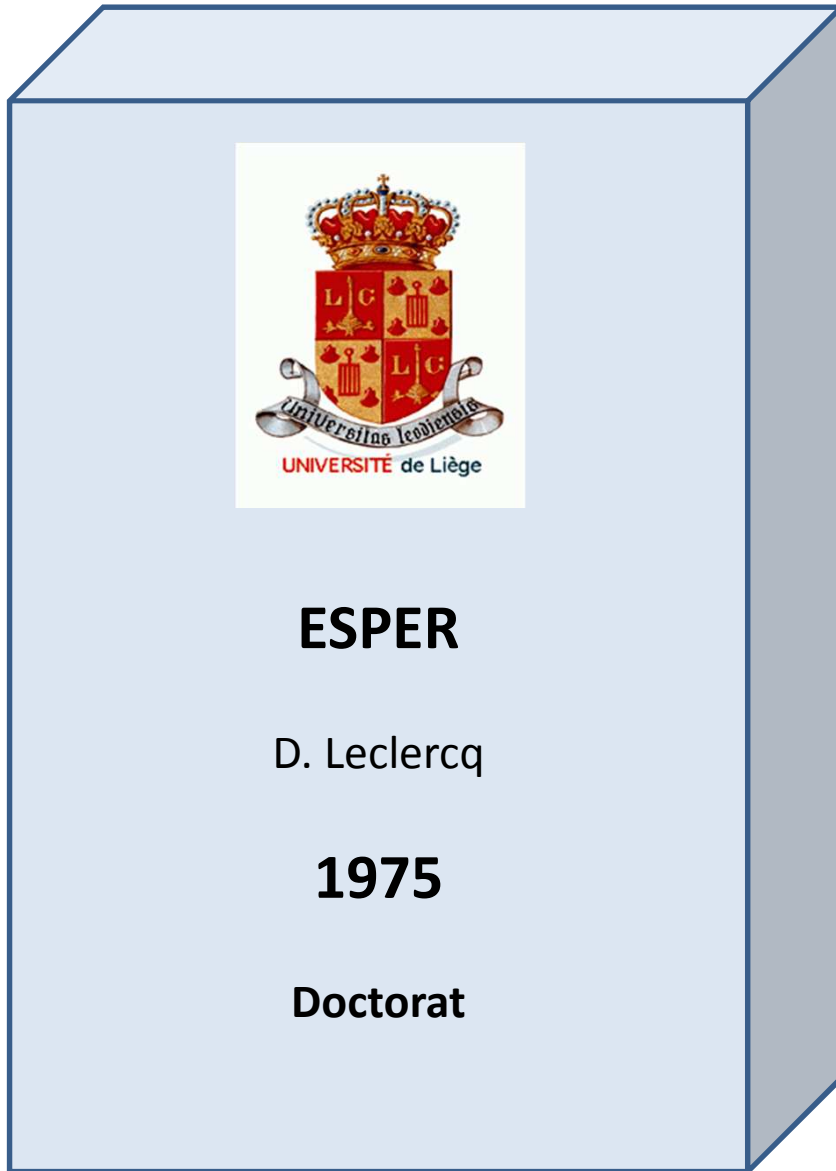 L G
L G
Universitas leodiensis
UNIVERSITÉ de Liège
ESPER
D. Leclercq
1975
Doctorat